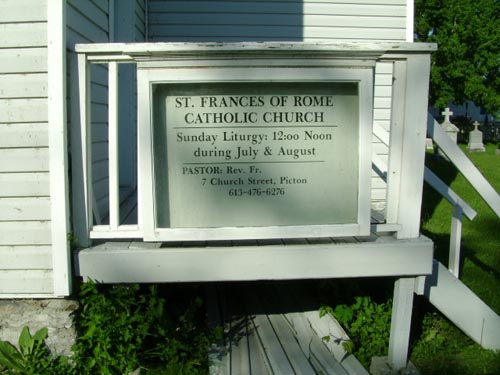 ST. FRANCES OF ROME
CATHOLIC CHURCH
Sunday Liturgy: 12:00 Noon
during July & August
PASTOR: Rev. Fr.
7 Church Street, Picton
613-476-6276